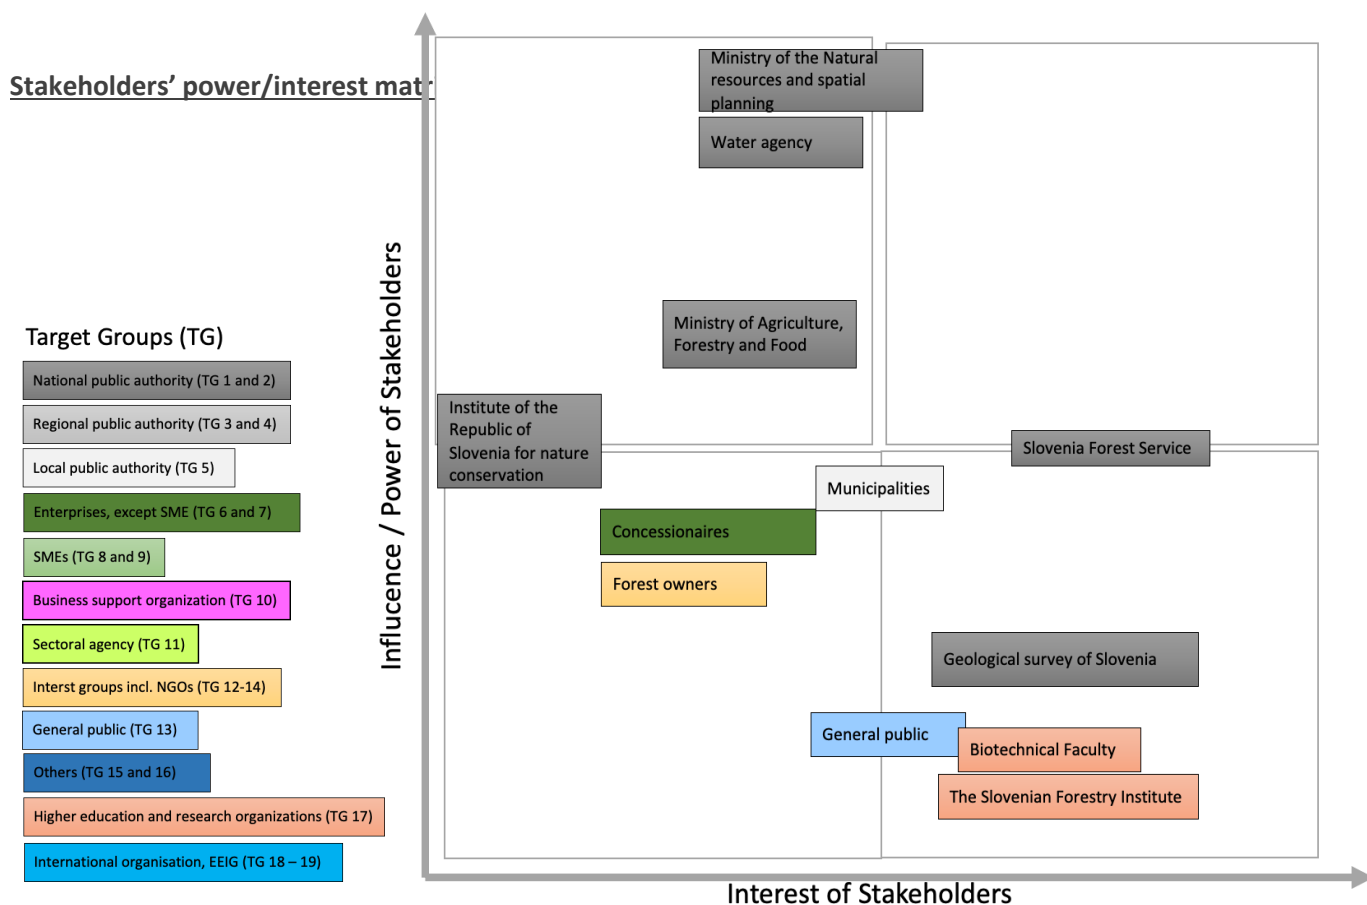 Stakeholders’ power/interest matr
Ministry of the Natural
resources and spatial
planning
Water agency
Ministry of Agriculture,
Forestry and Food
Institute of the
Republic of
Slovenia for nature
conservation
Slovenia Forest Service
Municipalities
Concessionaires
Forest owners
Geological survey of Slovenia
General public
Biotechnical Faculty
The Slovenian Forestry Institute
Influcence / Power of Stakeholders
Interest of Stakeholders
Target Groups (TG)
National public authority (TG 1 and 2)
Regional public authority (TG 3 and 4)
Local public authority (TG 5)
Enterprises, except SME (TG 6 and 7)
SMEs (TG 8 and 9)
Business support organization (TG 10)
Sectoral agency (TG 11)
Interst groups incl. NGOs (TG 12-14)
General public (TG 13)
Others (TG 15 and 16)
Higher education and research organizations (TG 17)
International organisation, EEIG (TG 18 – 19)